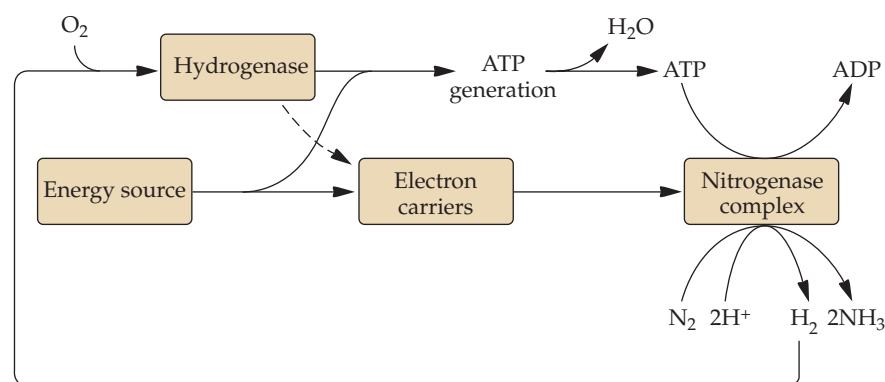 O₂
H₂O
Hydrogenase
ATP
generation
ATP
ADP
Energy source
Electron
carriers
Nitrogenase
complex
N₂ 2H⁺ H₂ 2NH₃